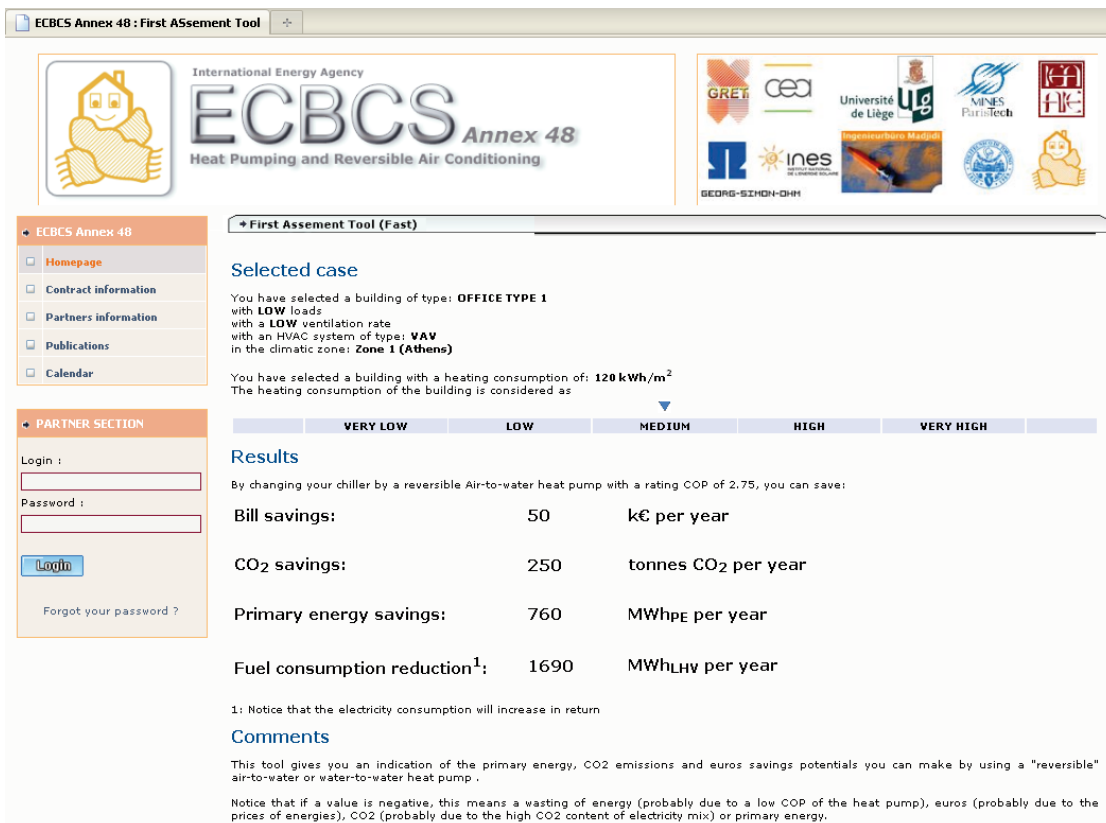 ECBCS Annex 48 : First ASsement Tool
International Energy Agency
ECBCS Annex 48
Heat Pumping and Reversible Air Conditioning
GRET
cea
Université
de Liège
ULg
MINES
ParisTech
ines
INSTITUT NATIONAL
DE L'ENERGIE SOLAIRE
Ingenieurbüro Madjidi
GEORG-SIMON-OHM
ECBCS Annex 48
Homepage
Contract information
Partners information
Publications
Calendar
PARTNER SECTION
Login :
Password :
Login
Forgot your password ?
First Assement Tool (Fast)
Selected case
You have selected a building of type: OFFICE TYPE 1
with LOW loads
with a LOW ventilation rate
with an HVAC system of type: VAV
in the climatic zone: Zone 1 (Athens)
You have selected a building with a heating consumption of: 120 kWh/m2
The heating consumption of the building is considered as
VERY LOW LOW MEDIUM HIGH VERY HIGH
Results
By changing your chiller by a reversible Air-to-water heat pump with a rating COP of 2.75, you can save:
Bill savings: 50 k€ per year
CO2 savings: 250 tonnes CO2 per year
Primary energy savings: 760 MWhPE per year
Fuel consumption reduction1: 1690 MWhLHV per year
1: Notice that the electricity consumption will increase in return
Comments
This tool gives you an indication of the primary energy, CO2 emissions and euros savings potentials you can make by using a "reversible"
air-to-water or water-to-water heat pump .
Notice that if a value is negative, this means a wasting of energy (probably due to a low COP of the heat pump), euros (probably due to the
prices of energies), CO2 (probably due to the high CO2 content of electricity mix) or primary energy.